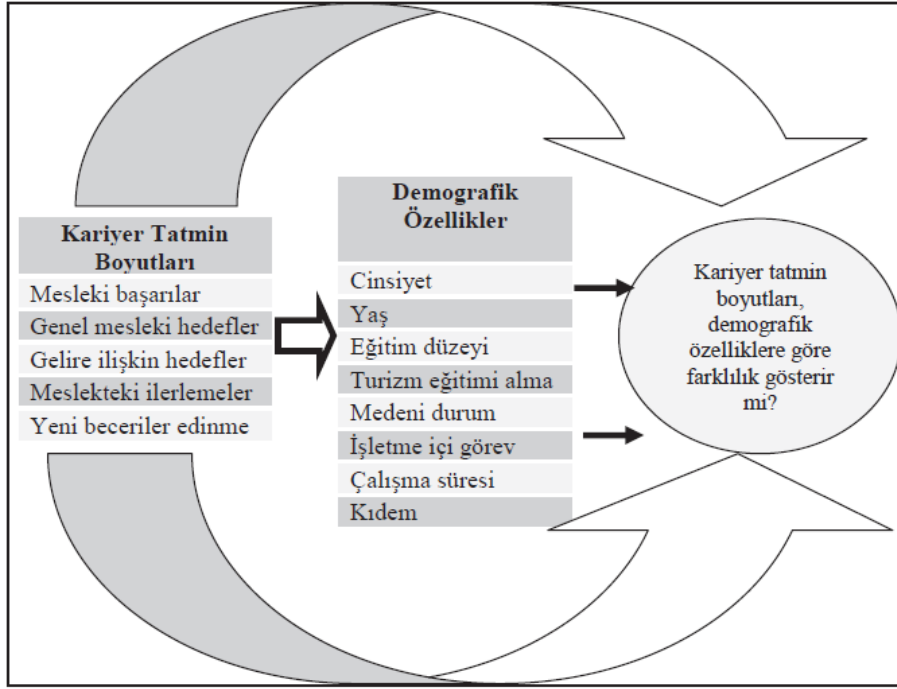 Kariyer Tatmin
Boyutları
Mesleki başarılar
Genel mesleki hedefler
Gelire ilişkin hedefler
Meslekteki ilerlemeler
Yeni beceriler edinme
Demografik
Özellikler
Cinsiyet
Yaş
Eğitim düzeyi
Turizm eğitimi alma
Medeni durum
İşletme içi görev
Çalışma süresi
Kıdem
Kariyer tatmin
boyutları,
demografik
özelliklere göre
farklılık gösterir
mi?